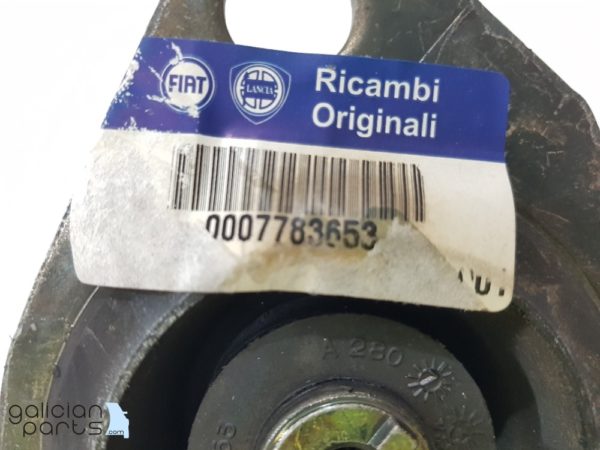 FIAT
LANCIA
Ricambi
Originali
0007783653
A 280
galician
parts.com